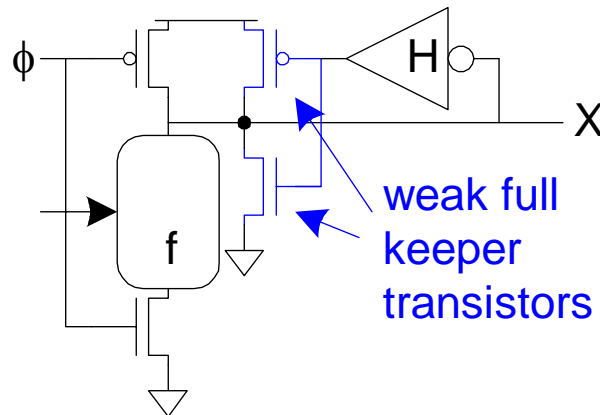 ϕ
H
X
f
weak full
keeper
transistors